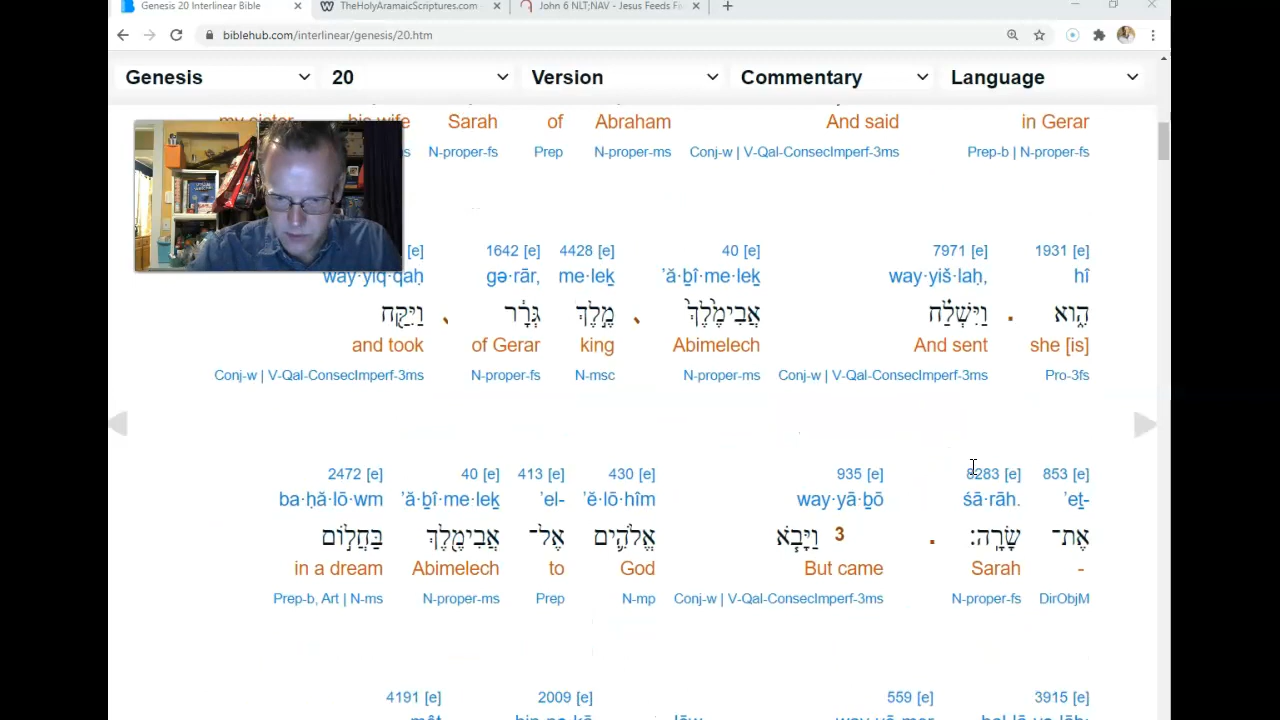 Genesis 20 Interlinear Bible
TheHolyAramaicScriptures.com -
John 6 NLT;NAV - Jesus Feeds Fi
biblehub.com/interlinear/genesis/20.htm
Genesis 20 Version Commentary Language
my sister his wife Sarah of Abraham And said in Gerar
N-proper-fs Prep N-proper-ms Conj-w | V-Qal-ConsecImperf-3ms Prep-b | N-proper-fs
[e] 1642 [e] 4428 [e] 40 [e] 7971 [e] 1931 [e]
way·yiq·qaḥ gə·rār, me·leḵ ’ă·ḇî·me·leḵ way·yiš·laḥ, hî
וַיִּקַּ֖ח 、 גְּרָ֔ר מֶ֣לֶךְ 、 אֲבִימֶ֙לֶךְ֙ וַיִּשְׁלַ֗ח . הִ֑וא
and took of Gerar king Abimelech And sent she [is]
Conj-w | V-Qal-ConsecImperf-3ms N-proper-fs N-msc N-proper-ms Conj-w | V-Qal-ConsecImperf-3ms Pro-3fs
2472 [e] 40 [e] 413 [e] 430 [e] 935 [e] 8283 [e] 853 [e]
ba·ḥă·lō·wm ’ă·ḇî·me·leḵ ’el- ’ĕ·lō·hîm way·yā·ḇō śā·rāh. ’eṯ-
בַּחֲל֣וֹם אֲבִימֶ֖לֶךְ אֶל־ אֱלֹהִ֛ים וַיָּבֹ֧א 3 . שָׂרָֽה׃ אֶת־
in a dream Abimelech to God But came Sarah -
Prep-b, Art | N-ms N-proper-ms Prep N-mp Conj-w | V-Qal-ConsecImperf-3ms N-proper-fs DirObjM
4191 [e] 2009 [e] 559 [e] 3915 [e]